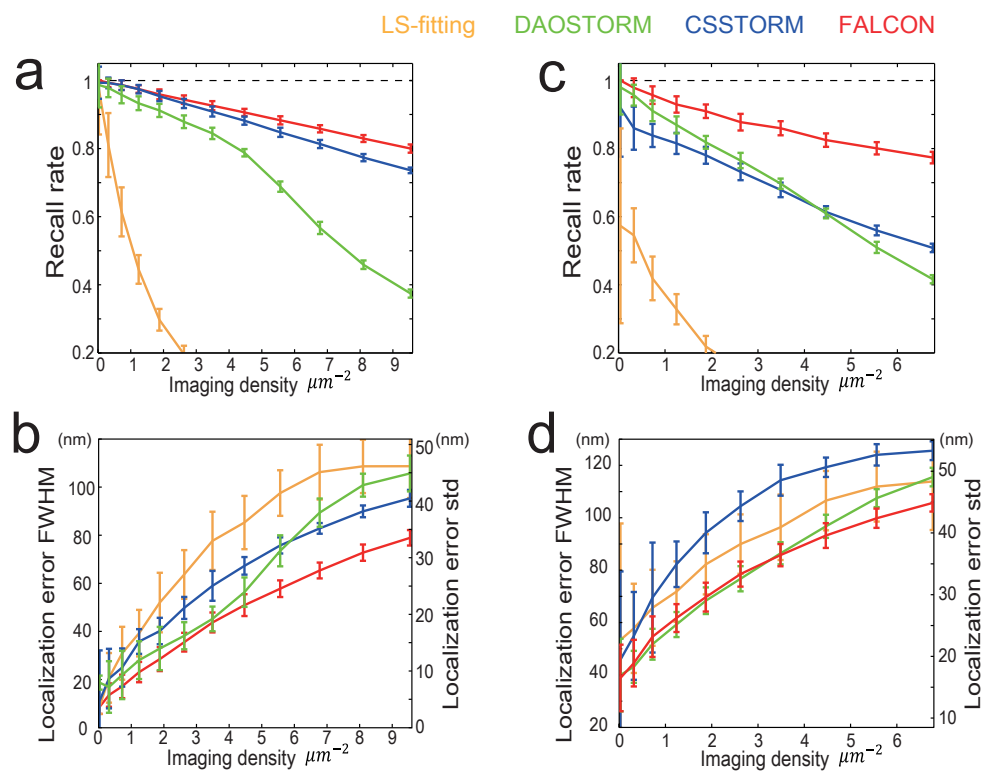 LS-fitting DAOSTORM CSSTORM FALCON
a
1
0.8
0.6
0.4
0.2
Recall rate
0 1 2 3 4 5 6 7 8 9
Imaging density μm⁻²
c
1
0.8
0.6
0.4
0.2
Recall rate
0 1 2 3 4 5 6
Imaging density μm⁻²
b
(nm) (nm)
120
100
80
60
40
20
0
Localization error FWHM
50
40
30
20
10
0
Localization error std
0 1 2 3 4 5 6 7 8 9
Imaging density μm⁻²
d
(nm) (nm)
120
100
80
60
40
20
Localization error FWHM
50
40
30
20
10
Localization error std
0 1 2 3 4 5 6
Imaging density μm⁻²